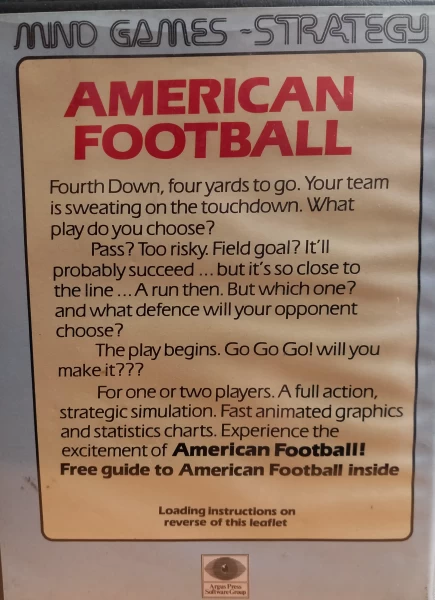 MIND GAMES - STRATEGY
AMERICAN
FOOTBALL
Fourth Down, four yards to go. Your team
is sweating on the touchdown. What
play do you choose?
Pass? Too risky. Field goal? It'll
probably succeed ... but it's so close to
the line ... A run then. But which one?
and what defence will your opponent
choose?
The play begins. Go Go Go! will you
make it???
For one or two players. A full action,
strategic simulation. Fast animated graphics
and statistics charts. Experience the
excitement of American Football!
Free guide to American Football inside
Loading instructions on
reverse of this leaflet
Argus Press
Software Group